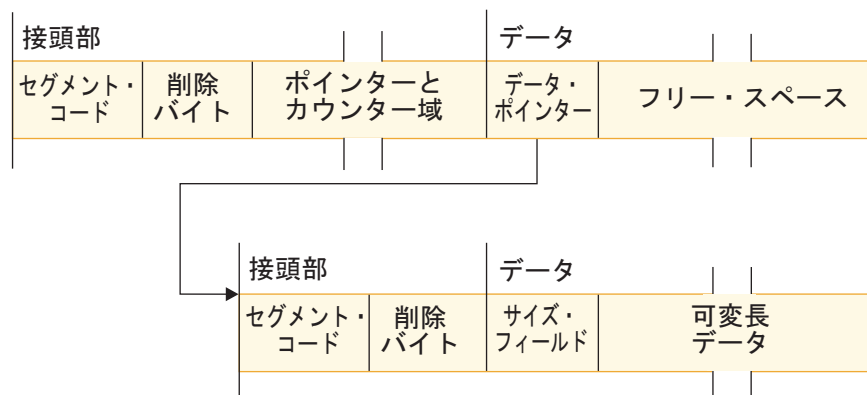 接頭部
データ
セグメント・
コード
削除
バイト
ポインターと
カウンター域
データ・
ポインター
フリー・スペース
接頭部
データ
セグメント・
コード
削除
バイト
サイズ・
フィールド
可変長
データ